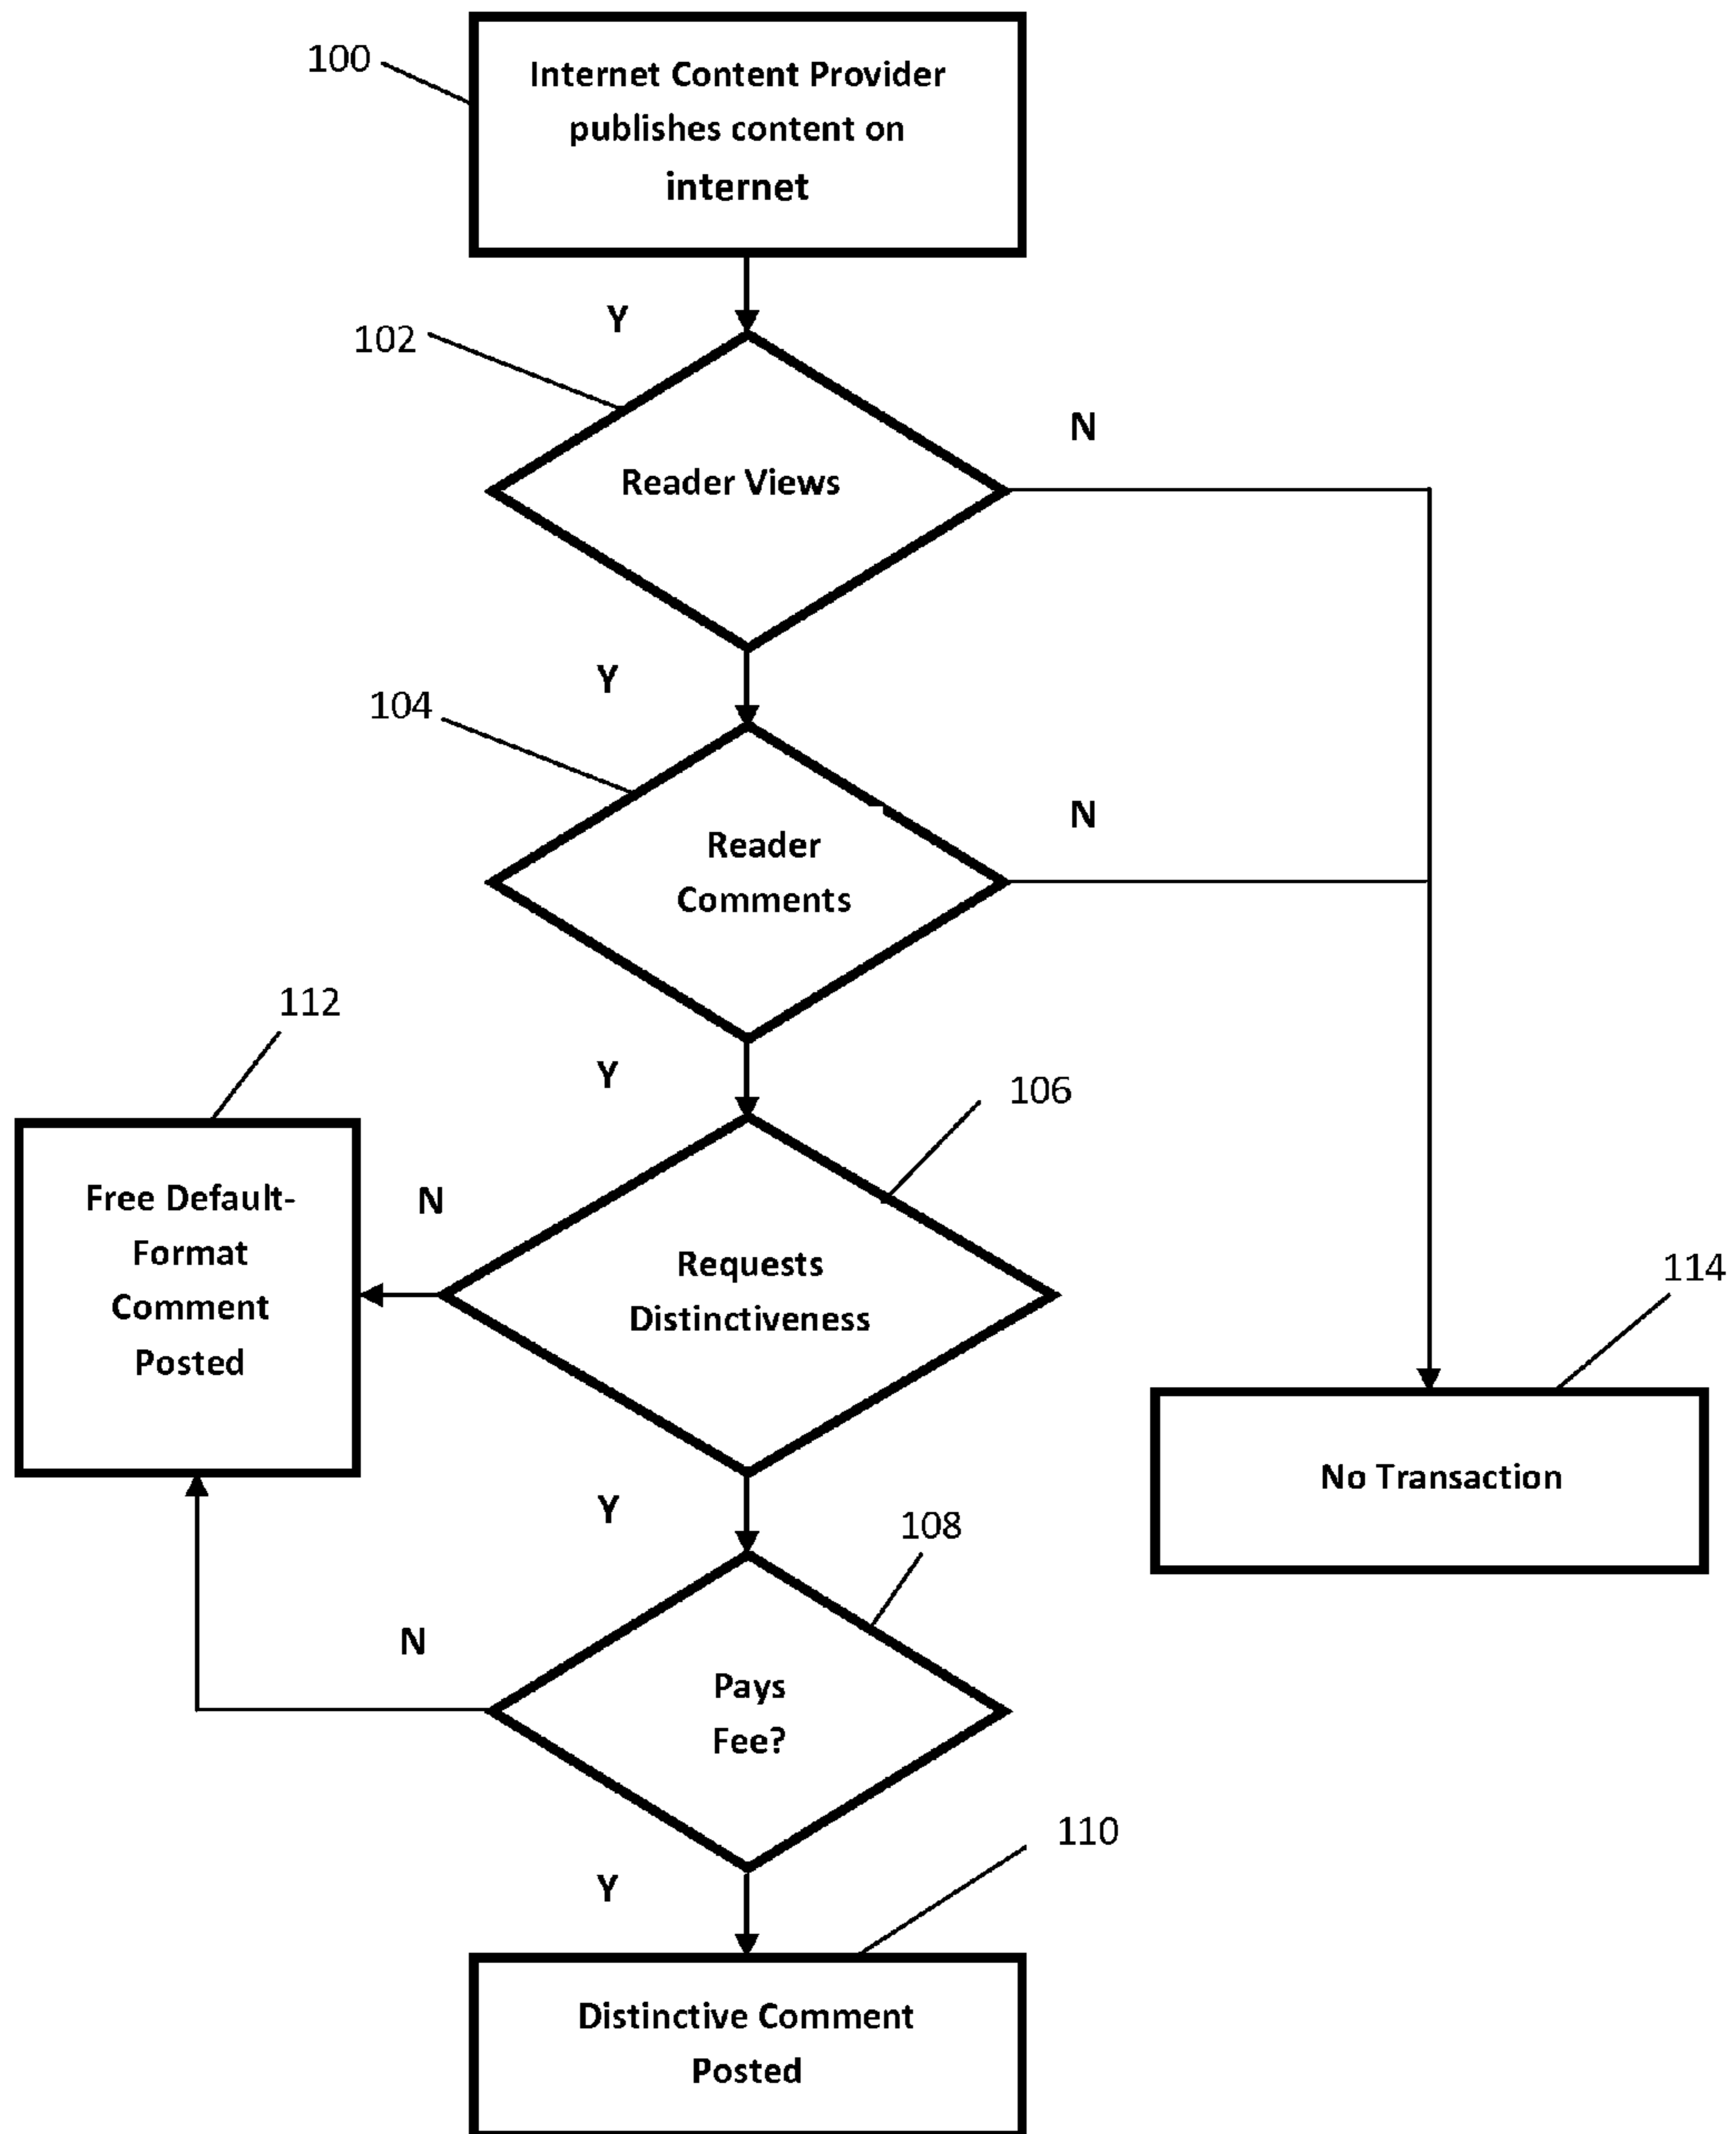 100
Internet Content Provider
publishes content on
internet
Y
102
N
Reader Views
Y
104
N
Reader
Comments
112
Y
106
Free Default-
Format
Comment
Posted
N
Requests
Distinctiveness
114
No Transaction
Y
108
N
Pays
Fee?
110
Y
Distinctive Comment
Posted